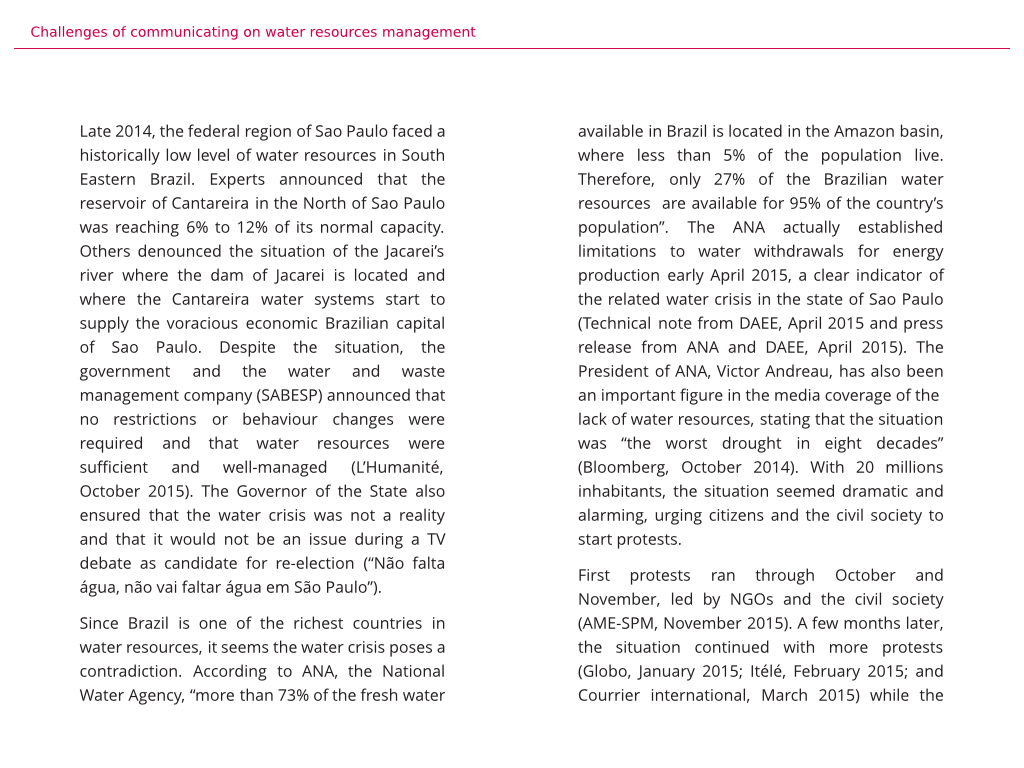 Challenges of communicating on water resources management
Late 2014, the federal region of Sao Paulo faced a
historically low level of water resources in South
Eastern Brazil. Experts announced that the
reservoir of Cantareira in the North of Sao Paulo
was reaching 6% to 12% of its normal capacity.
Others denounced the situation of the Jacarei’s
river where the dam of Jacarei is located and
where the Cantareira water systems start to
supply the voracious economic Brazilian capital
of Sao Paulo. Despite the situation, the
government and the water and waste
management company (SABESP) announced that
no restrictions or behaviour changes were
required and that water resources were
sufficient and well-managed (L’Humanité,
October 2015). The Governor of the State also
ensured that the water crisis was not a reality
and that it would not be an issue during a TV
debate as candidate for re-election (“Não falta
água, não vai faltar água em São Paulo”).
Since Brazil is one of the richest countries in
water resources, it seems the water crisis poses a
contradiction. According to ANA, the National
Water Agency, “more than 73% of the fresh water
available in Brazil is located in the Amazon basin,
where less than 5% of the population live.
Therefore, only 27% of the Brazilian water
resources are available for 95% of the country’s
population”. The ANA actually established
limitations to water withdrawals for energy
production early April 2015, a clear indicator of
the related water crisis in the state of Sao Paulo
(Technical note from DAEE, April 2015 and press
release from ANA and DAEE, April 2015). The
President of ANA, Victor Andreau, has also been
an important figure in the media coverage of the
lack of water resources, stating that the situation
was “the worst drought in eight decades”
(Bloomberg, October 2014). With 20 millions
inhabitants, the situation seemed dramatic and
alarming, urging citizens and the civil society to
start protests.
First protests ran through October and
November, led by NGOs and the civil society
(AME-SPM, November 2015). A few months later,
the situation continued with more protests
(Globo, January 2015; Itélé, February 2015; and
Courrier international, March 2015) while the